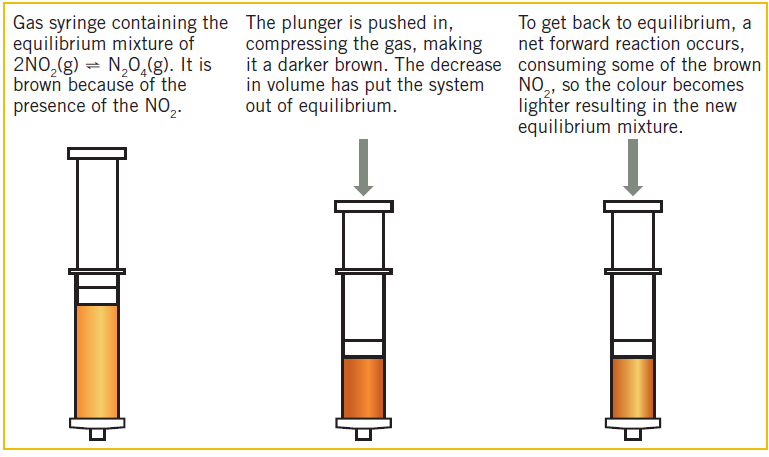 Gas syringe containing the
equilibrium mixture of
2NO₂(g) ⇌ N₂O₄(g). It is
brown because of the
presence of the NO₂.
The plunger is pushed in,
compressing the gas, making
it a darker brown. The decrease
in volume has put the system
out of equilibrium.
To get back to equilibrium, a
net forward reaction occurs,
consuming some of the brown
NO₂, so the colour becomes
lighter resulting in the new
equilibrium mixture.